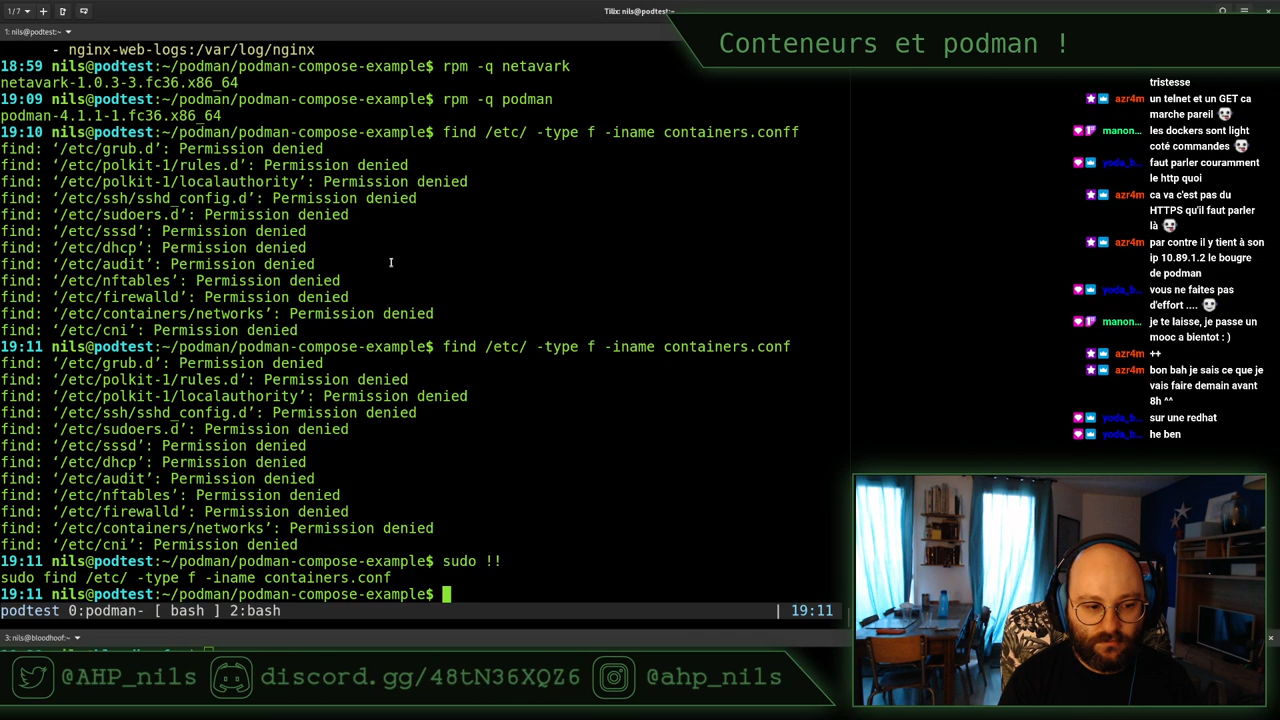 1/7
Tilix: nils@podtest:~
1: nils@podtest:~
Conteneurs et podman !
- nginx-web-logs:/var/log/nginx
18:59 nils@podtest:~/podman/podman-compose-example$ rpm -q netavark
netavark-1.0.3-3.fc36.x86_64
19:09 nils@podtest:~/podman/podman-compose-example$ rpm -q podman
podman-4.1.1-1.fc36.x86_64
19:10 nils@podtest:~/podman/podman-compose-example$ find /etc/ -type f -iname containers.conff
find: ‘/etc/grub.d’: Permission denied
find: ‘/etc/polkit-1/rules.d’: Permission denied
find: ‘/etc/polkit-1/localauthority’: Permission denied
find: ‘/etc/ssh/sshd_config.d’: Permission denied
find: ‘/etc/sudoers.d’: Permission denied
find: ‘/etc/sssd’: Permission denied
find: ‘/etc/dhcp’: Permission denied
find: ‘/etc/audit’: Permission denied
find: ‘/etc/nftables’: Permission denied
find: ‘/etc/firewalld’: Permission denied
find: ‘/etc/containers/networks’: Permission denied
find: ‘/etc/cni’: Permission denied
19:11 nils@podtest:~/podman/podman-compose-example$ find /etc/ -type f -iname containers.conf
find: ‘/etc/grub.d’: Permission denied
find: ‘/etc/polkit-1/rules.d’: Permission denied
find: ‘/etc/polkit-1/localauthority’: Permission denied
find: ‘/etc/ssh/sshd_config.d’: Permission denied
find: ‘/etc/sudoers.d’: Permission denied
find: ‘/etc/sssd’: Permission denied
find: ‘/etc/dhcp’: Permission denied
find: ‘/etc/audit’: Permission denied
find: ‘/etc/nftables’: Permission denied
find: ‘/etc/firewalld’: Permission denied
find: ‘/etc/containers/networks’: Permission denied
find: ‘/etc/cni’: Permission denied
19:11 nils@podtest:~/podman/podman-compose-example$ sudo !!
sudo find /etc/ -type f -iname containers.conf
19:11 nils@podtest:~/podman/podman-compose-example$
podtest 0:podman- [ bash ] 2:bash | 19:11
3: nils@bloodhoof:~
tristesse
azr4m un telnet et un GET ca
marche pareil
manon... les dockers sont light
coté commandes
yoda_b... faut parler couramment
le http quoi
azr4m ca va c'est pas du
HTTPS qu'il faut parler
là
azr4m par contre il y tient à son
ip 10.89.1.2 le bougre
de podman
yoda_b... vous ne faites pas
d'effort ....
manon... je te laisse, je passe un
mooc a bientot : )
azr4m ++
azr4m bon bah je sais ce que je
vais faire demain avant
8h ^^
yoda_b... sur une redhat
yoda_b... he ben
@AHP_nils discord.gg/48tN36XQZ6 @ahp_nils